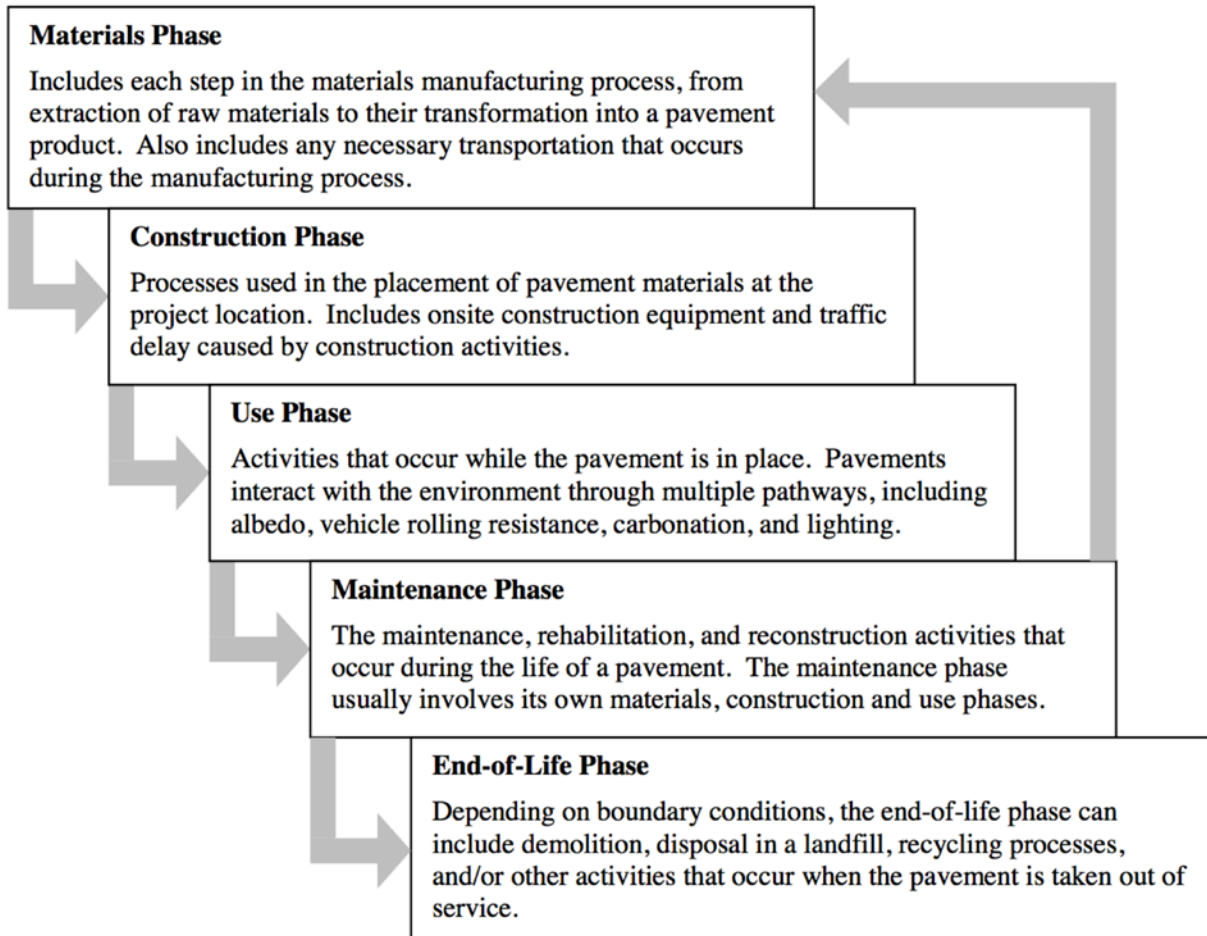 Materials Phase
Includes each step in the materials manufacturing process, from
extraction of raw materials to their transformation into a pavement
product.  Also includes any necessary transportation that occurs
during the manufacturing process.
Construction Phase
Processes used in the placement of pavement materials at the
project location.  Includes onsite construction equipment and traffic
delay caused by construction activities.
Use Phase
Activities that occur while the pavement is in place.  Pavements
interact with the environment through multiple pathways, including
albedo, vehicle rolling resistance, carbonation, and lighting.
Maintenance Phase
The maintenance, rehabilitation, and reconstruction activities that
occur during the life of a pavement.  The maintenance phase
usually involves its own materials, construction and use phases.
End-of-Life Phase
Depending on boundary conditions, the end-of-life phase can
include demolition, disposal in a landfill, recycling processes,
and/or other activities that occur when the pavement is taken out of
service.